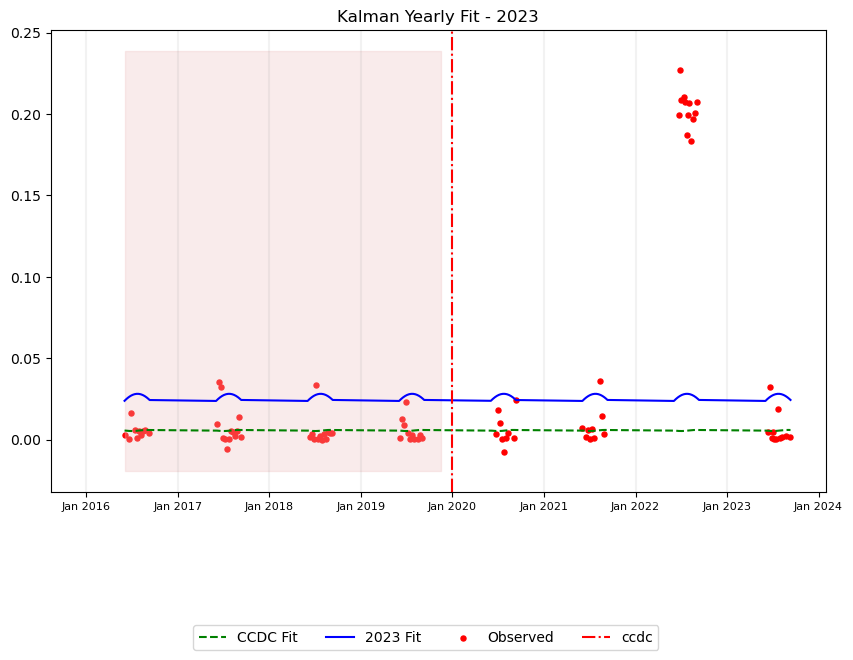 Kalman Yearly Fit - 2023
0.25
0.20
0.15
0.10
0.05
0.00
Jan 2016 Jan 2017 Jan 2018 Jan 2019 Jan 2020 Jan 2021 Jan 2022 Jan 2023 Jan 2024
CCDC Fit 2023 Fit Observed ccdc